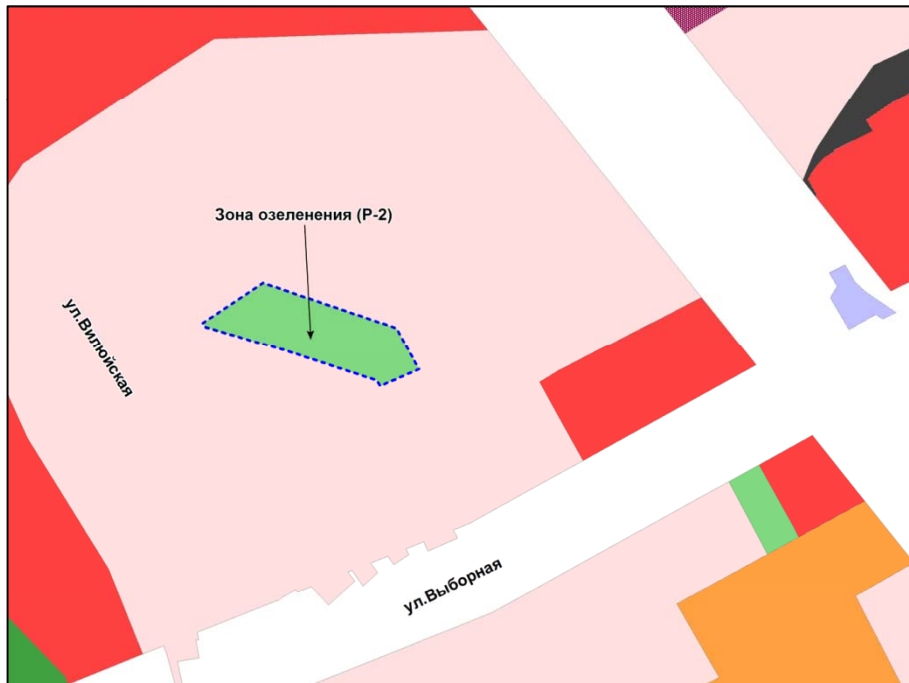 Зона озеленения (Р-2)
ул.Вилюйская
ул.Выборная